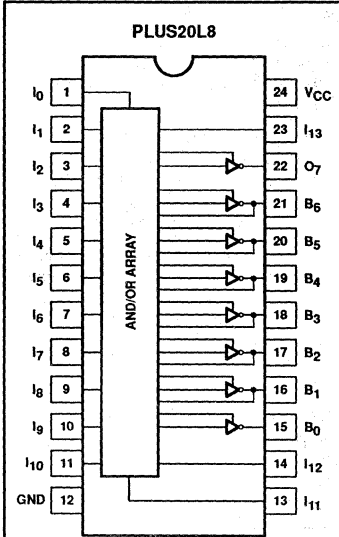 PLUS20L8
I0 1 24 VCC
I1 2 23 I13
I2 3 22 O7
I3 4 21 B6
I4 5 20 B5
I5 6 19 B4
I6 7 18 B3
I7 8 17 B2
I8 9 16 B1
I9 10 15 B0
I10 11 14 I12
GND 12 13 I11
AND/OR ARRAY